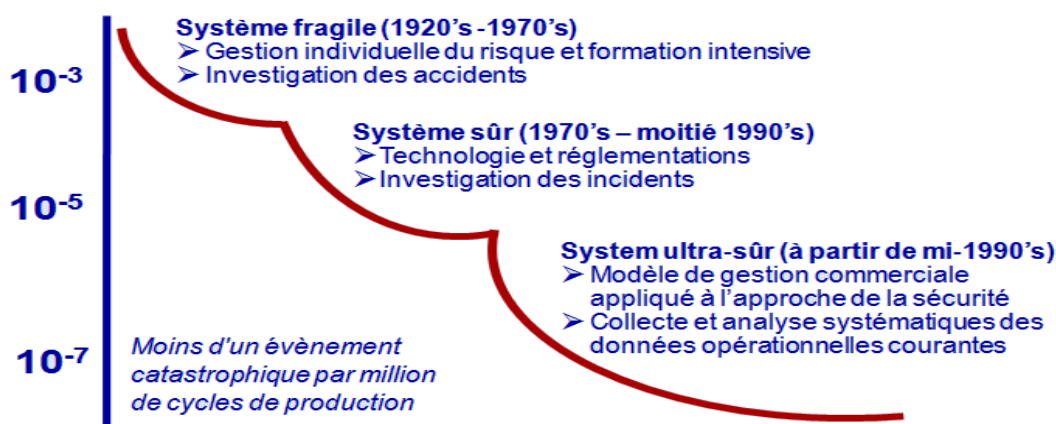 Système fragile (1920's -1970's)
➢ Gestion individuelle du risque et formation intensive
➢ Investigation des accidents
10⁻³
Système sûr (1970's – moitié 1990's)
➢ Technologie et réglementations
➢ Investigation des incidents
10⁻⁵
System ultra-sûr (à partir de mi-1990's)
➢ Modèle de gestion commerciale
appliqué à l'approche de la sécurité
➢ Collecte et analyse systématiques des
données opérationnelles courantes
10⁻⁷
Moins d'un évènement
catastrophique par million
de cycles de production